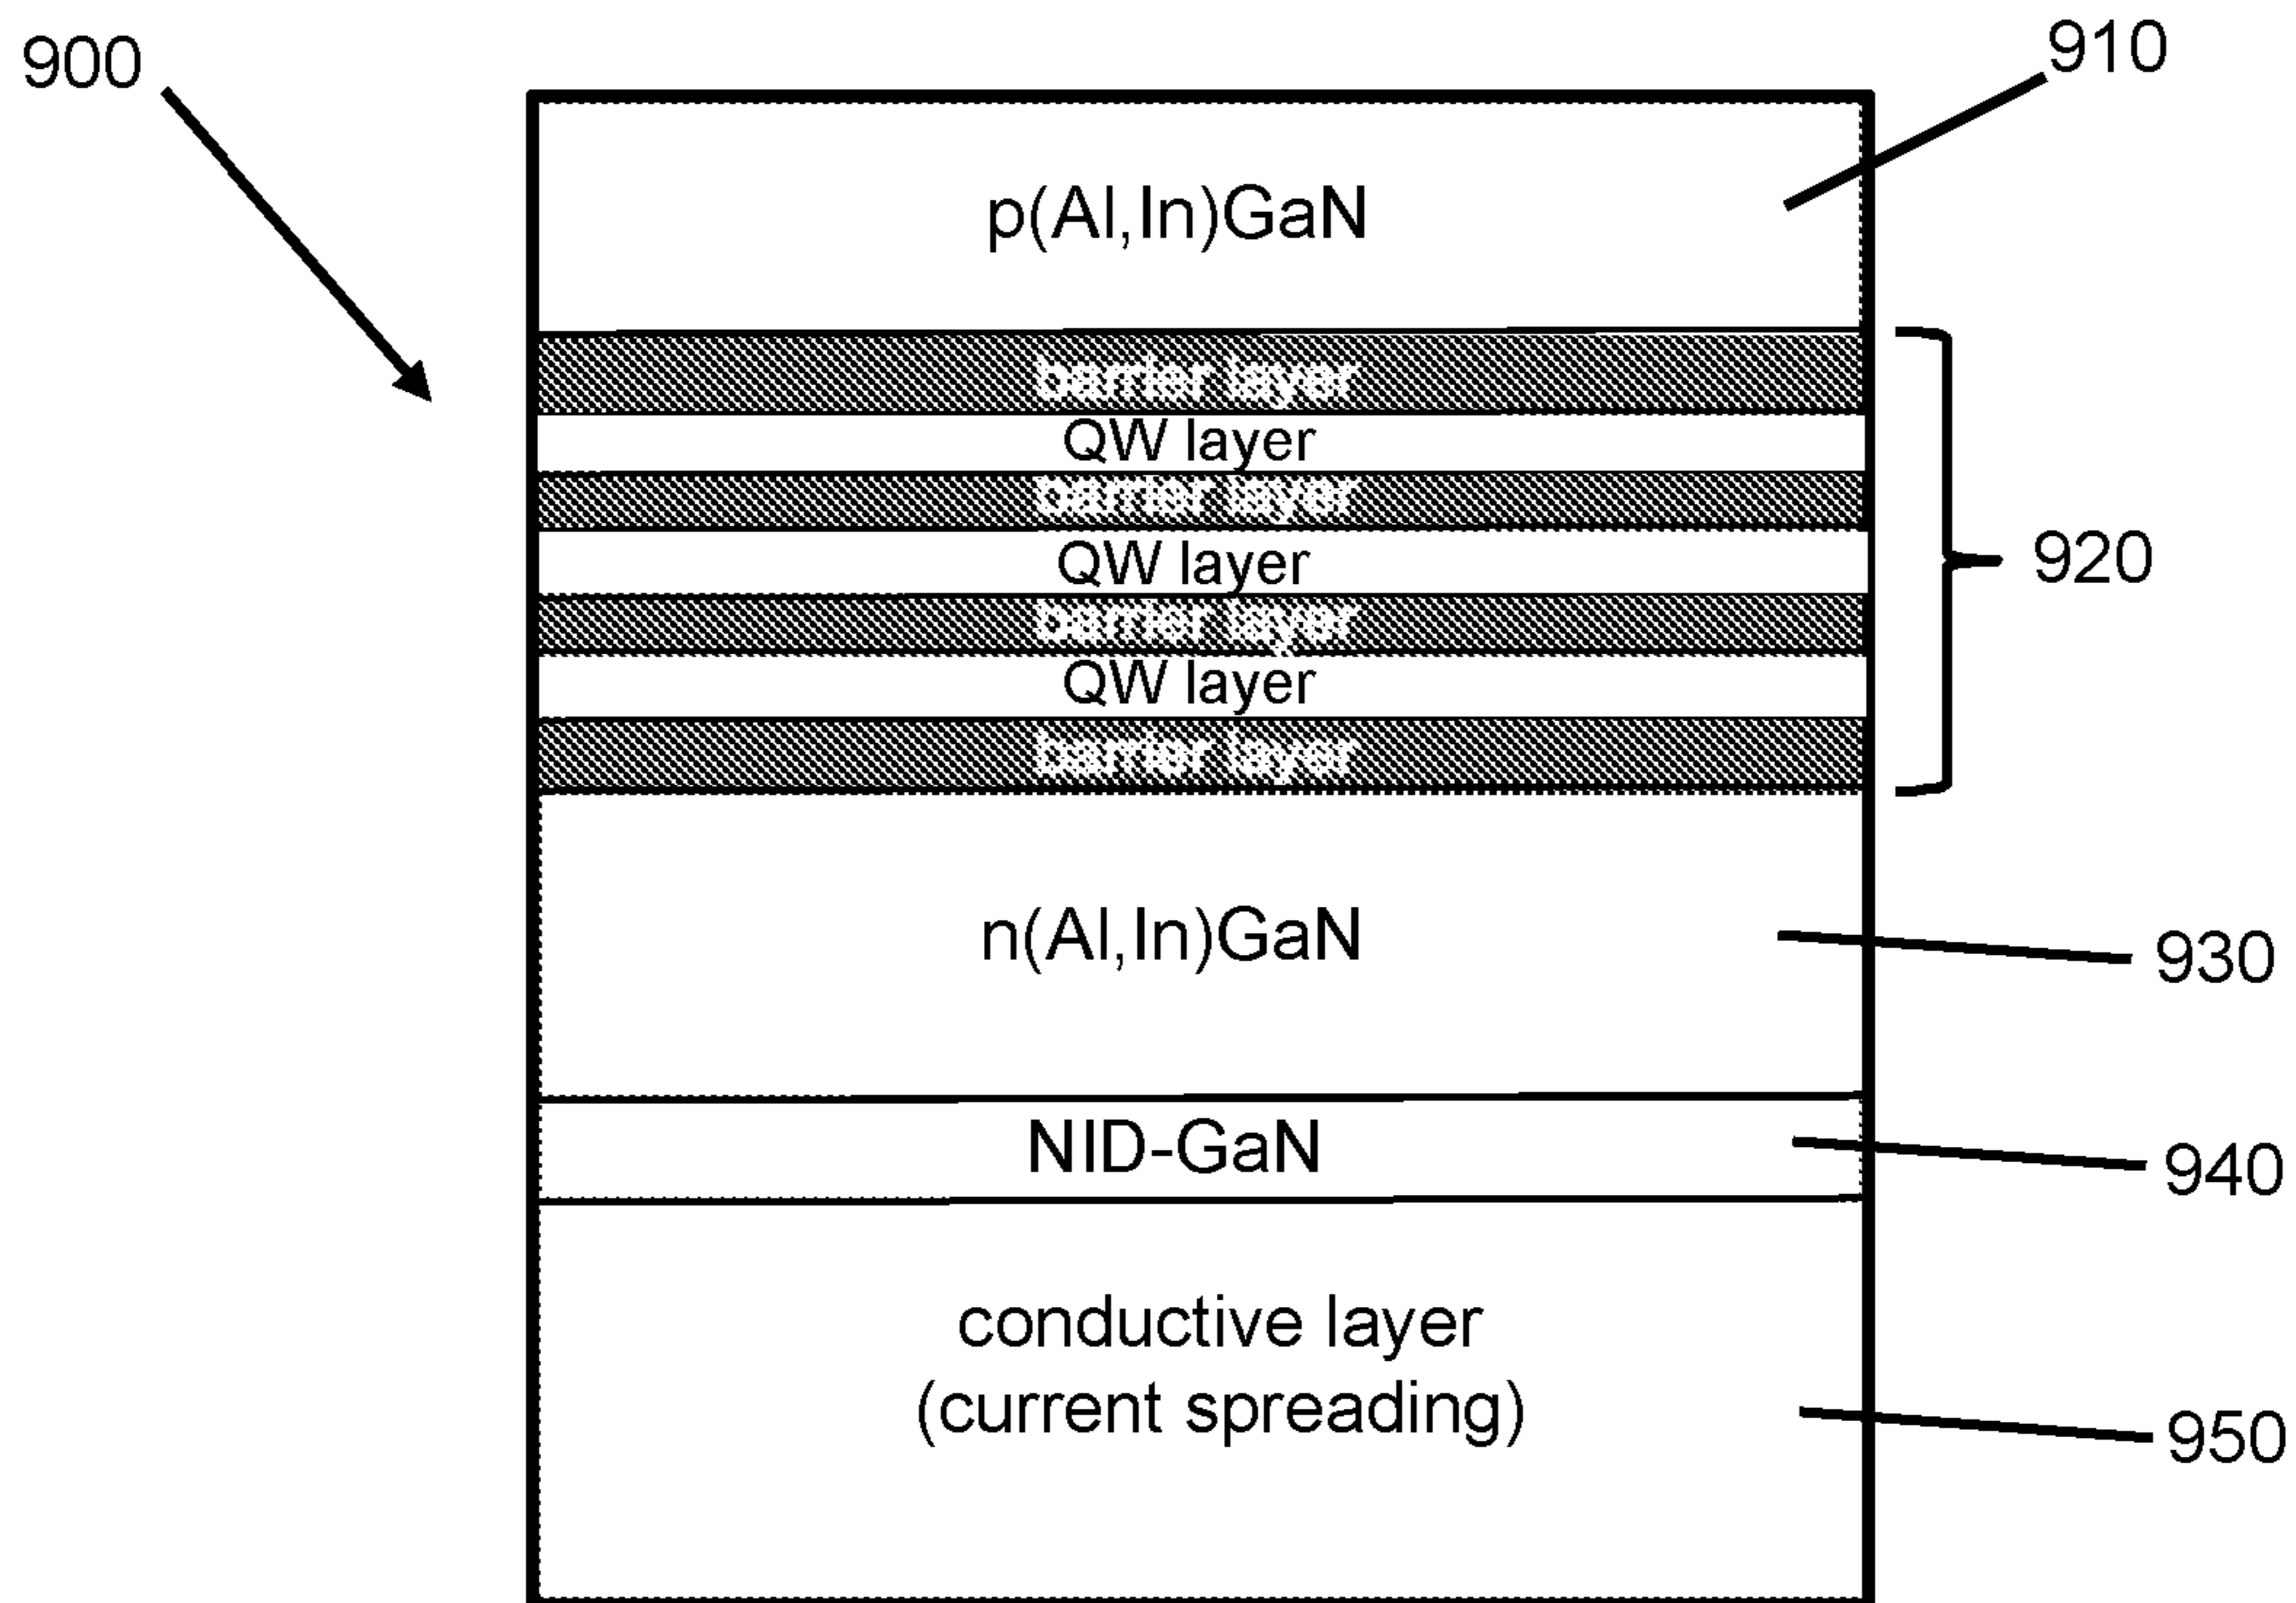 900
910
p(Al,In)GaN
barrier layer
QW layer
barrier layer
QW layer
920
barrier layer
QW layer
barrier layer
n(Al,In)GaN
930
NID-GaN
940
conductive layer
(current spreading)
950